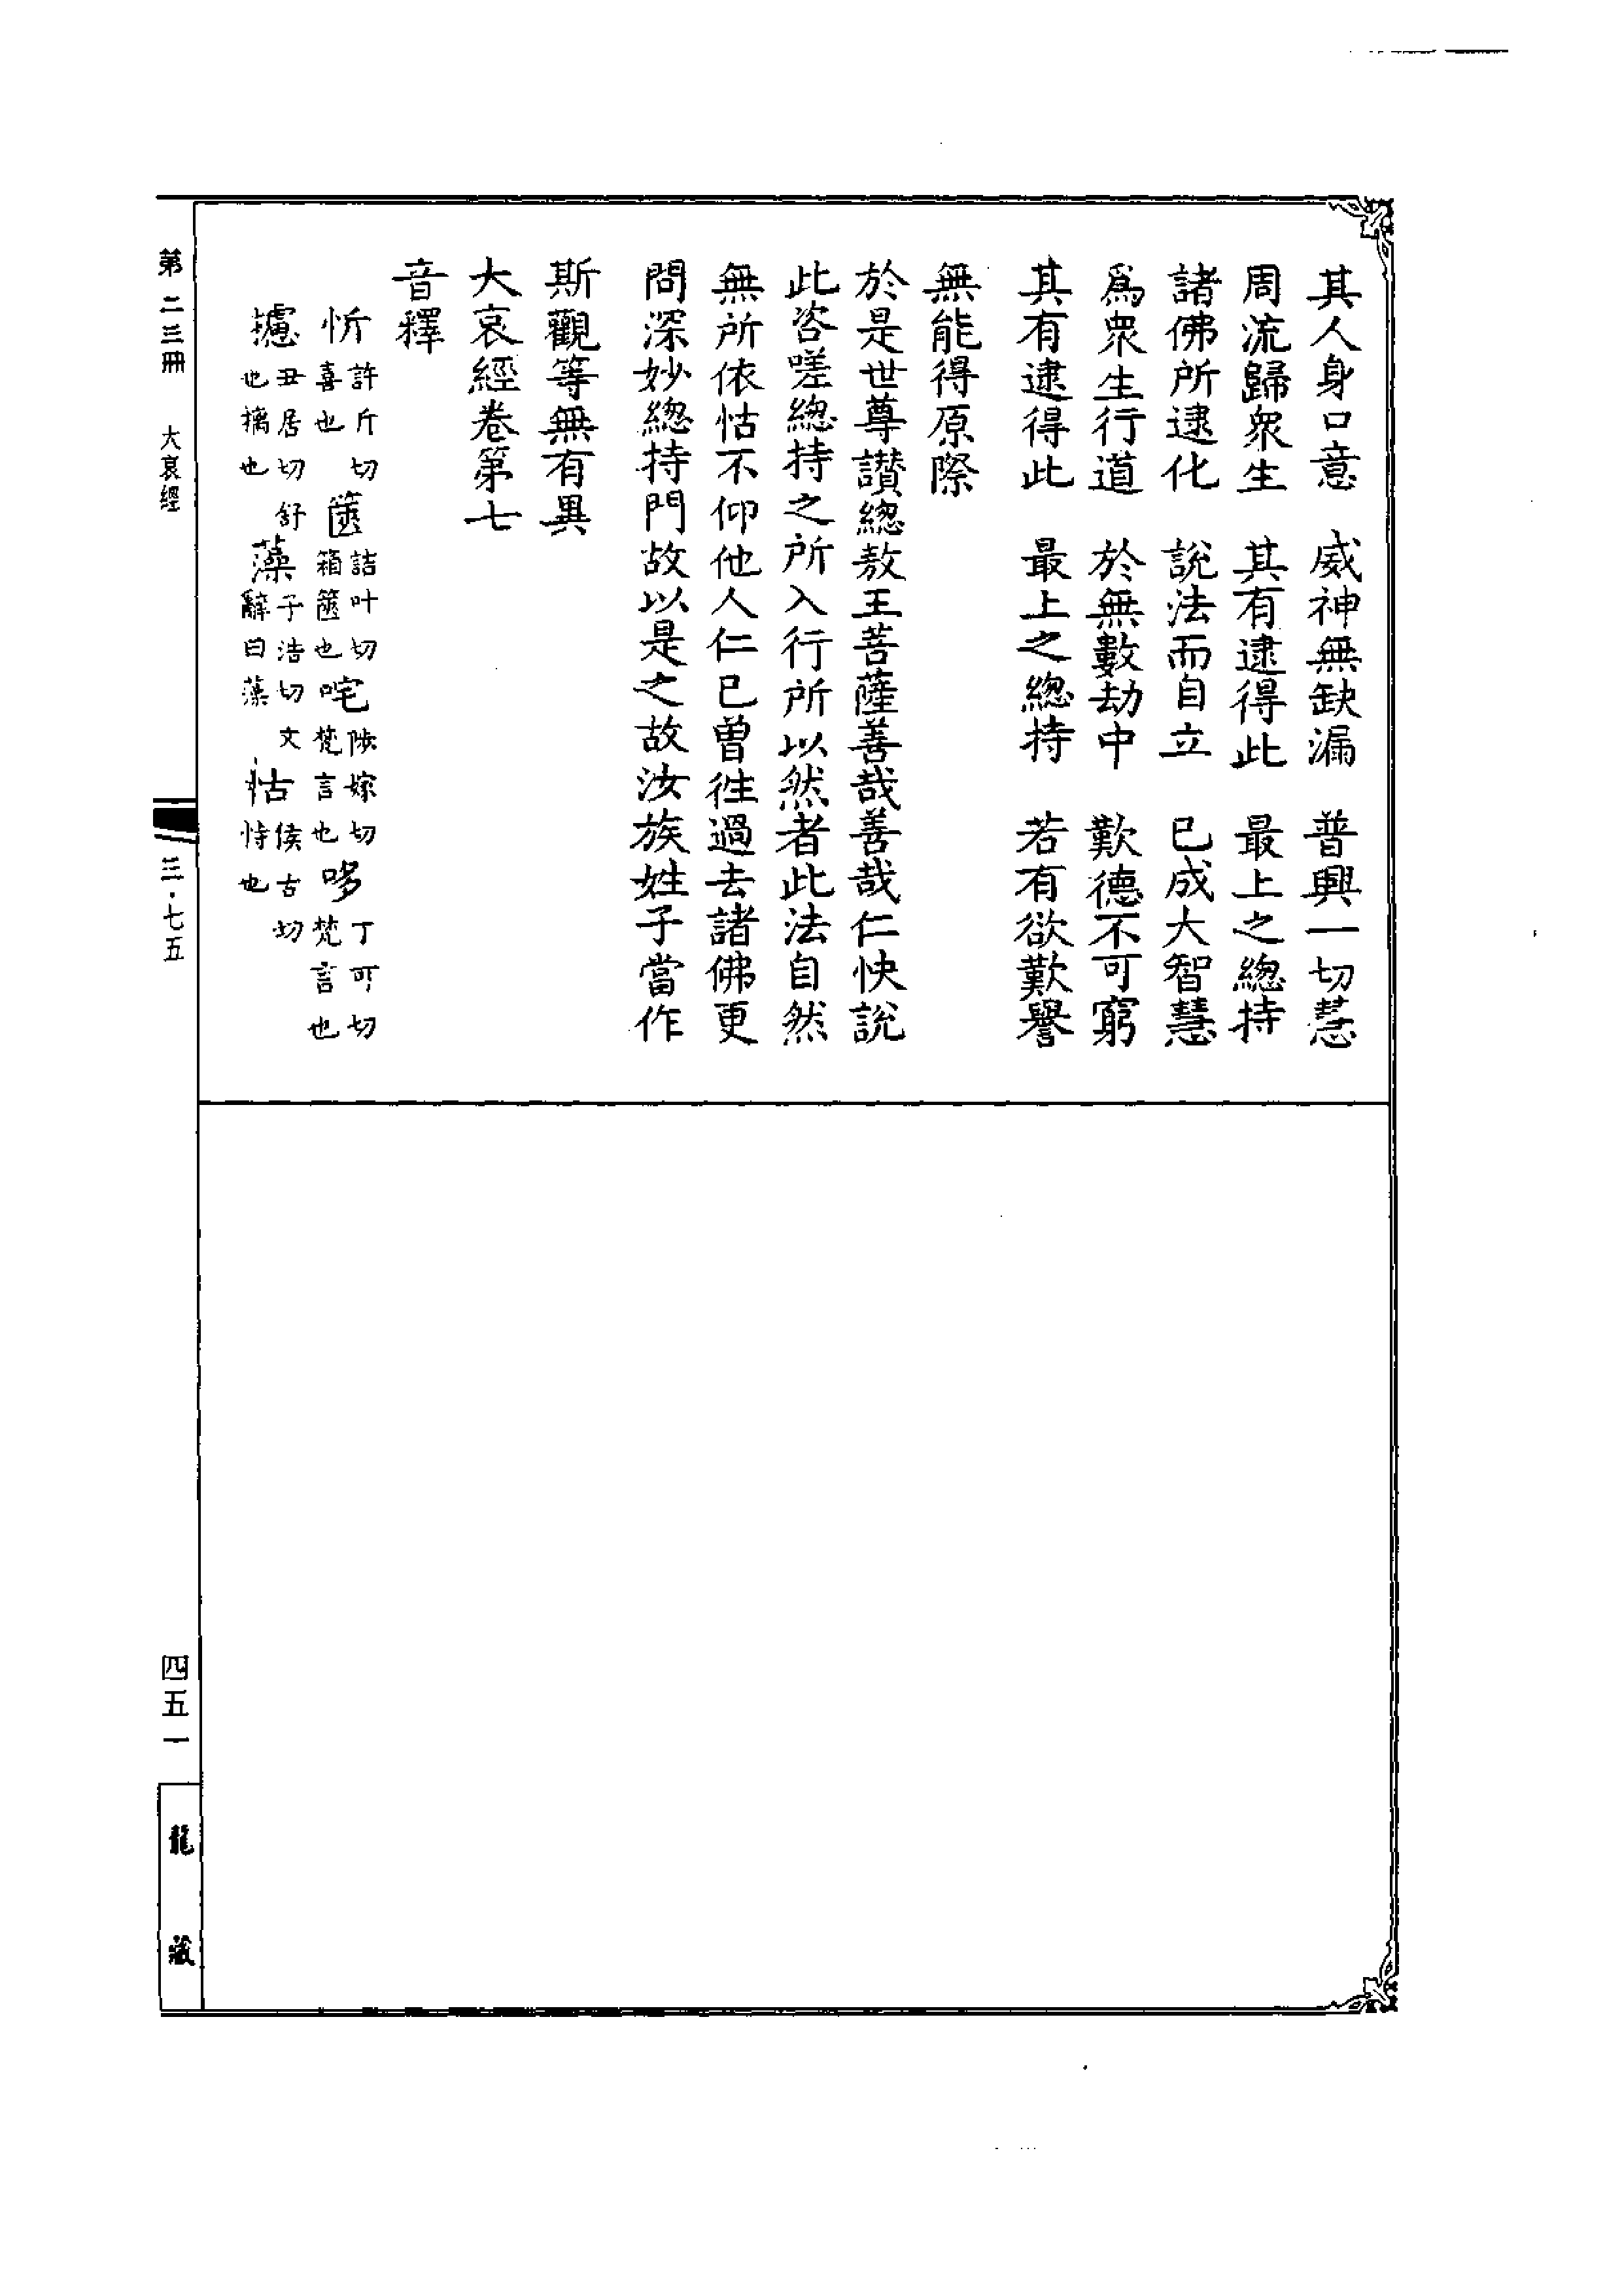 其人身口意　威神無缺漏　普興一切慧
周流歸衆生　其有逮得此　最上之總持
諸佛所逮化　說法而自立　已成大智慧
爲衆生行道　於無數劫中　歎德不可窮
其有逮得此　最上之總持　若有欲歎譽
無能得原際
於是世尊讃總敖王菩薩善哉善哉仁快說
此咨嗟總持之所入行所以然者此法自然
無所依怙不仰他人仁已曾徃過去諸佛更
問深妙總持門故以是之故汝族姓子當作
斯觀等無有異
大哀經卷第七
音釋
忻許斤切喜也 篋詰叶切箱篋也 咤陟嫁切梵言也 哆丁可切梵言也
攄丑居切舒也摛也 藻子浩切文辭曰藻 怙侯古切恃也
第二三冊　大哀經
三·七五
四五一
龍藏